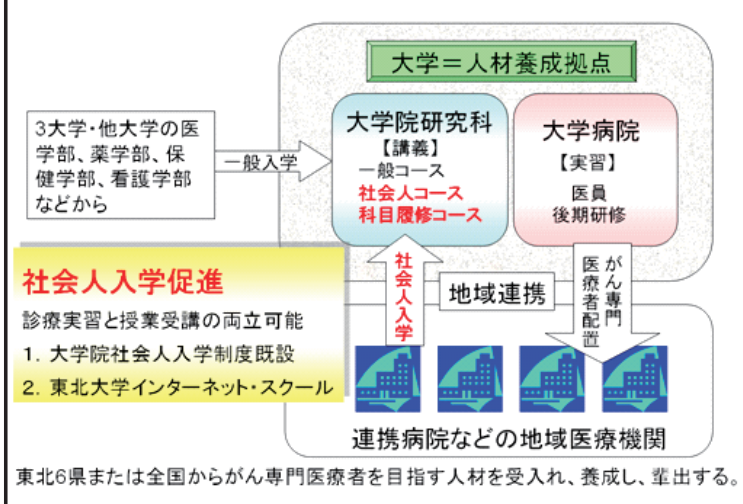 大学＝人材養成拠点
3大学・他大学の医
学部、薬学部、保
健学部、看護学部
などから
一般入学
大学院研究科
【講義】
一般コース
社会人コース
科目履修コース
大学病院
【実習】
医員
後期研修
社会人入学促進
診療実習と授業受講の両立可能
1. 大学院社会人入学制度既設
2. 東北大学インターネット・スクール
社会人入学
地域連携
がん専門
医療者配置
連携病院などの地域医療機関
東北6県または全国からがん専門医療者を目指す人材を受入れ、養成し、輩出する。